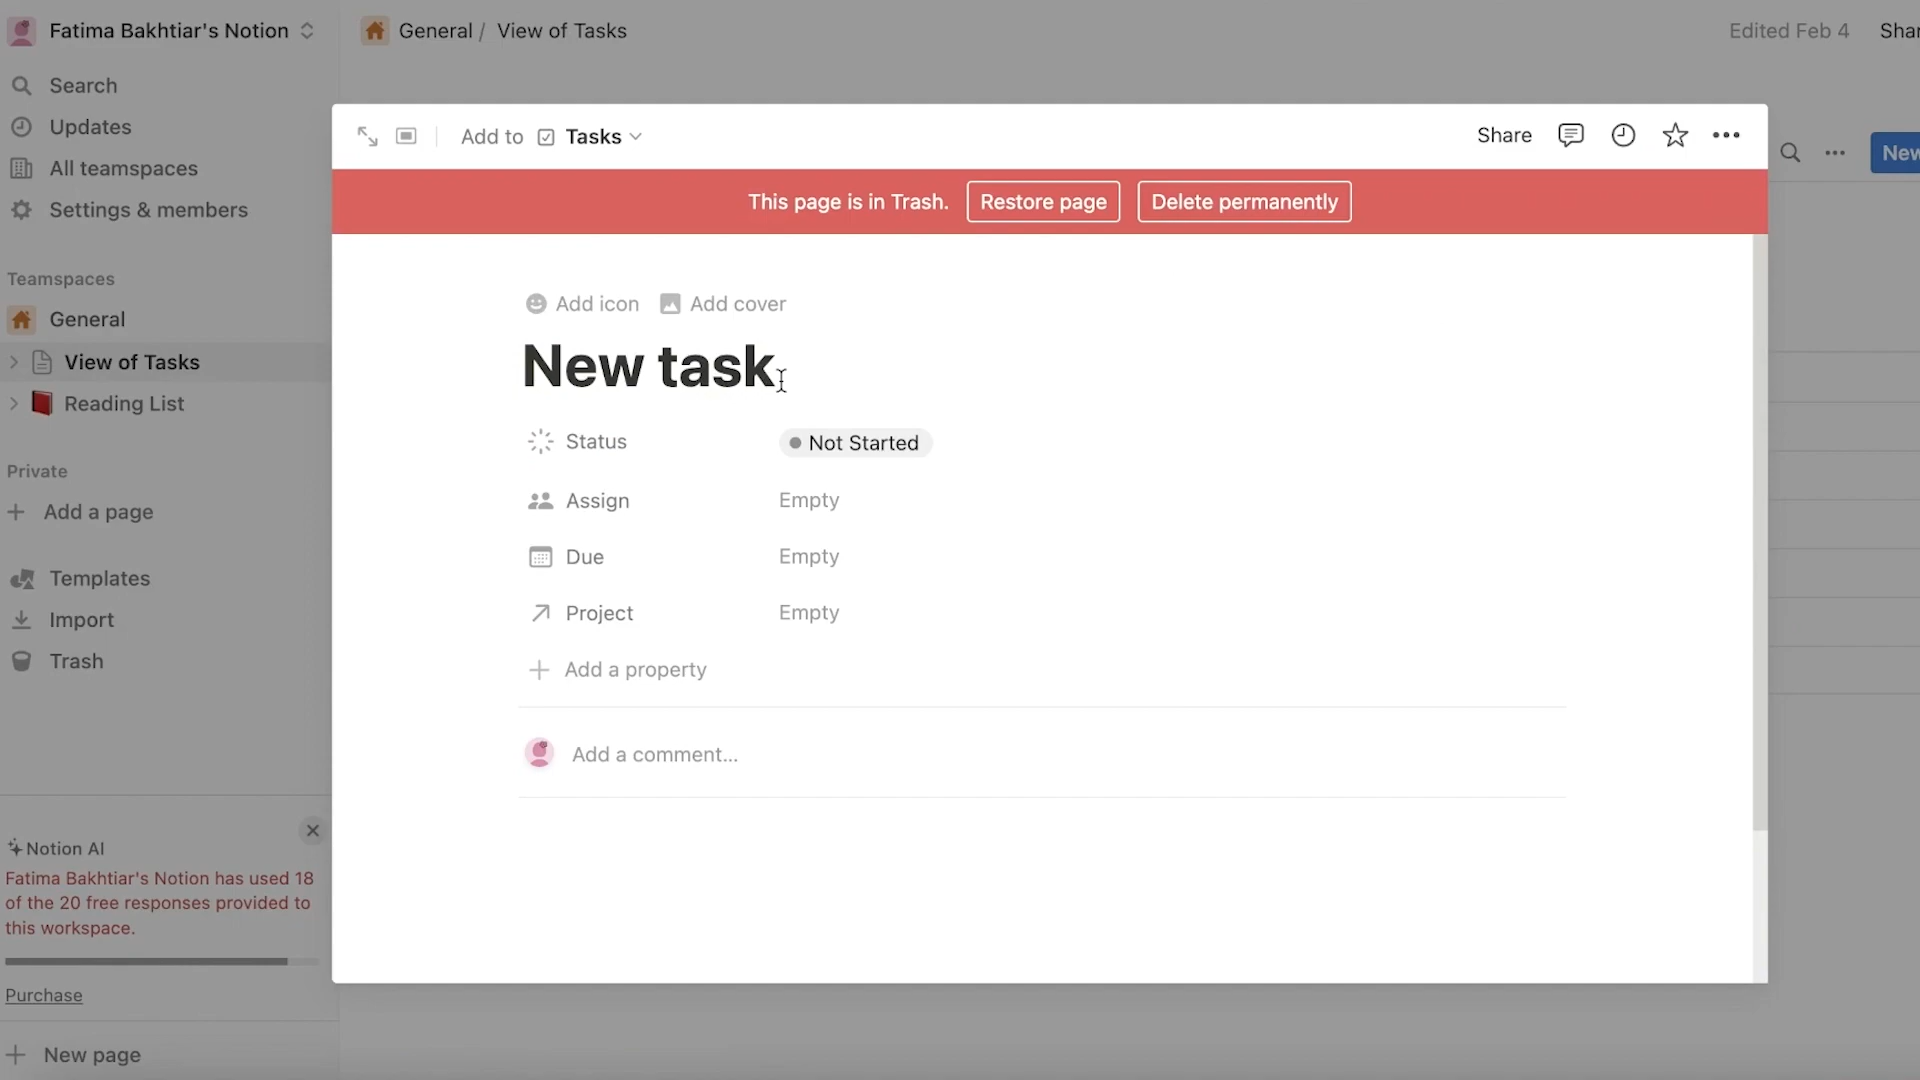 Fatima Bakhtiar's Notion
General / View of Tasks
Edited Feb 4
Shar
Search
Updates
All teamspaces
Settings & members
Teamspaces
General
View of Tasks
Reading List
Private
Add a page
Templates
Import
Trash
Notion AI
Fatima Bakhtiar's Notion has used 18
of the 20 free responses provided to
this workspace.
Purchase
New page
Add to Tasks
Share
New
This page is in Trash. Restore page Delete permanently
Add icon Add cover
New task
Status Not Started
Assign Empty
Due Empty
Project Empty
Add a property
Add a comment...